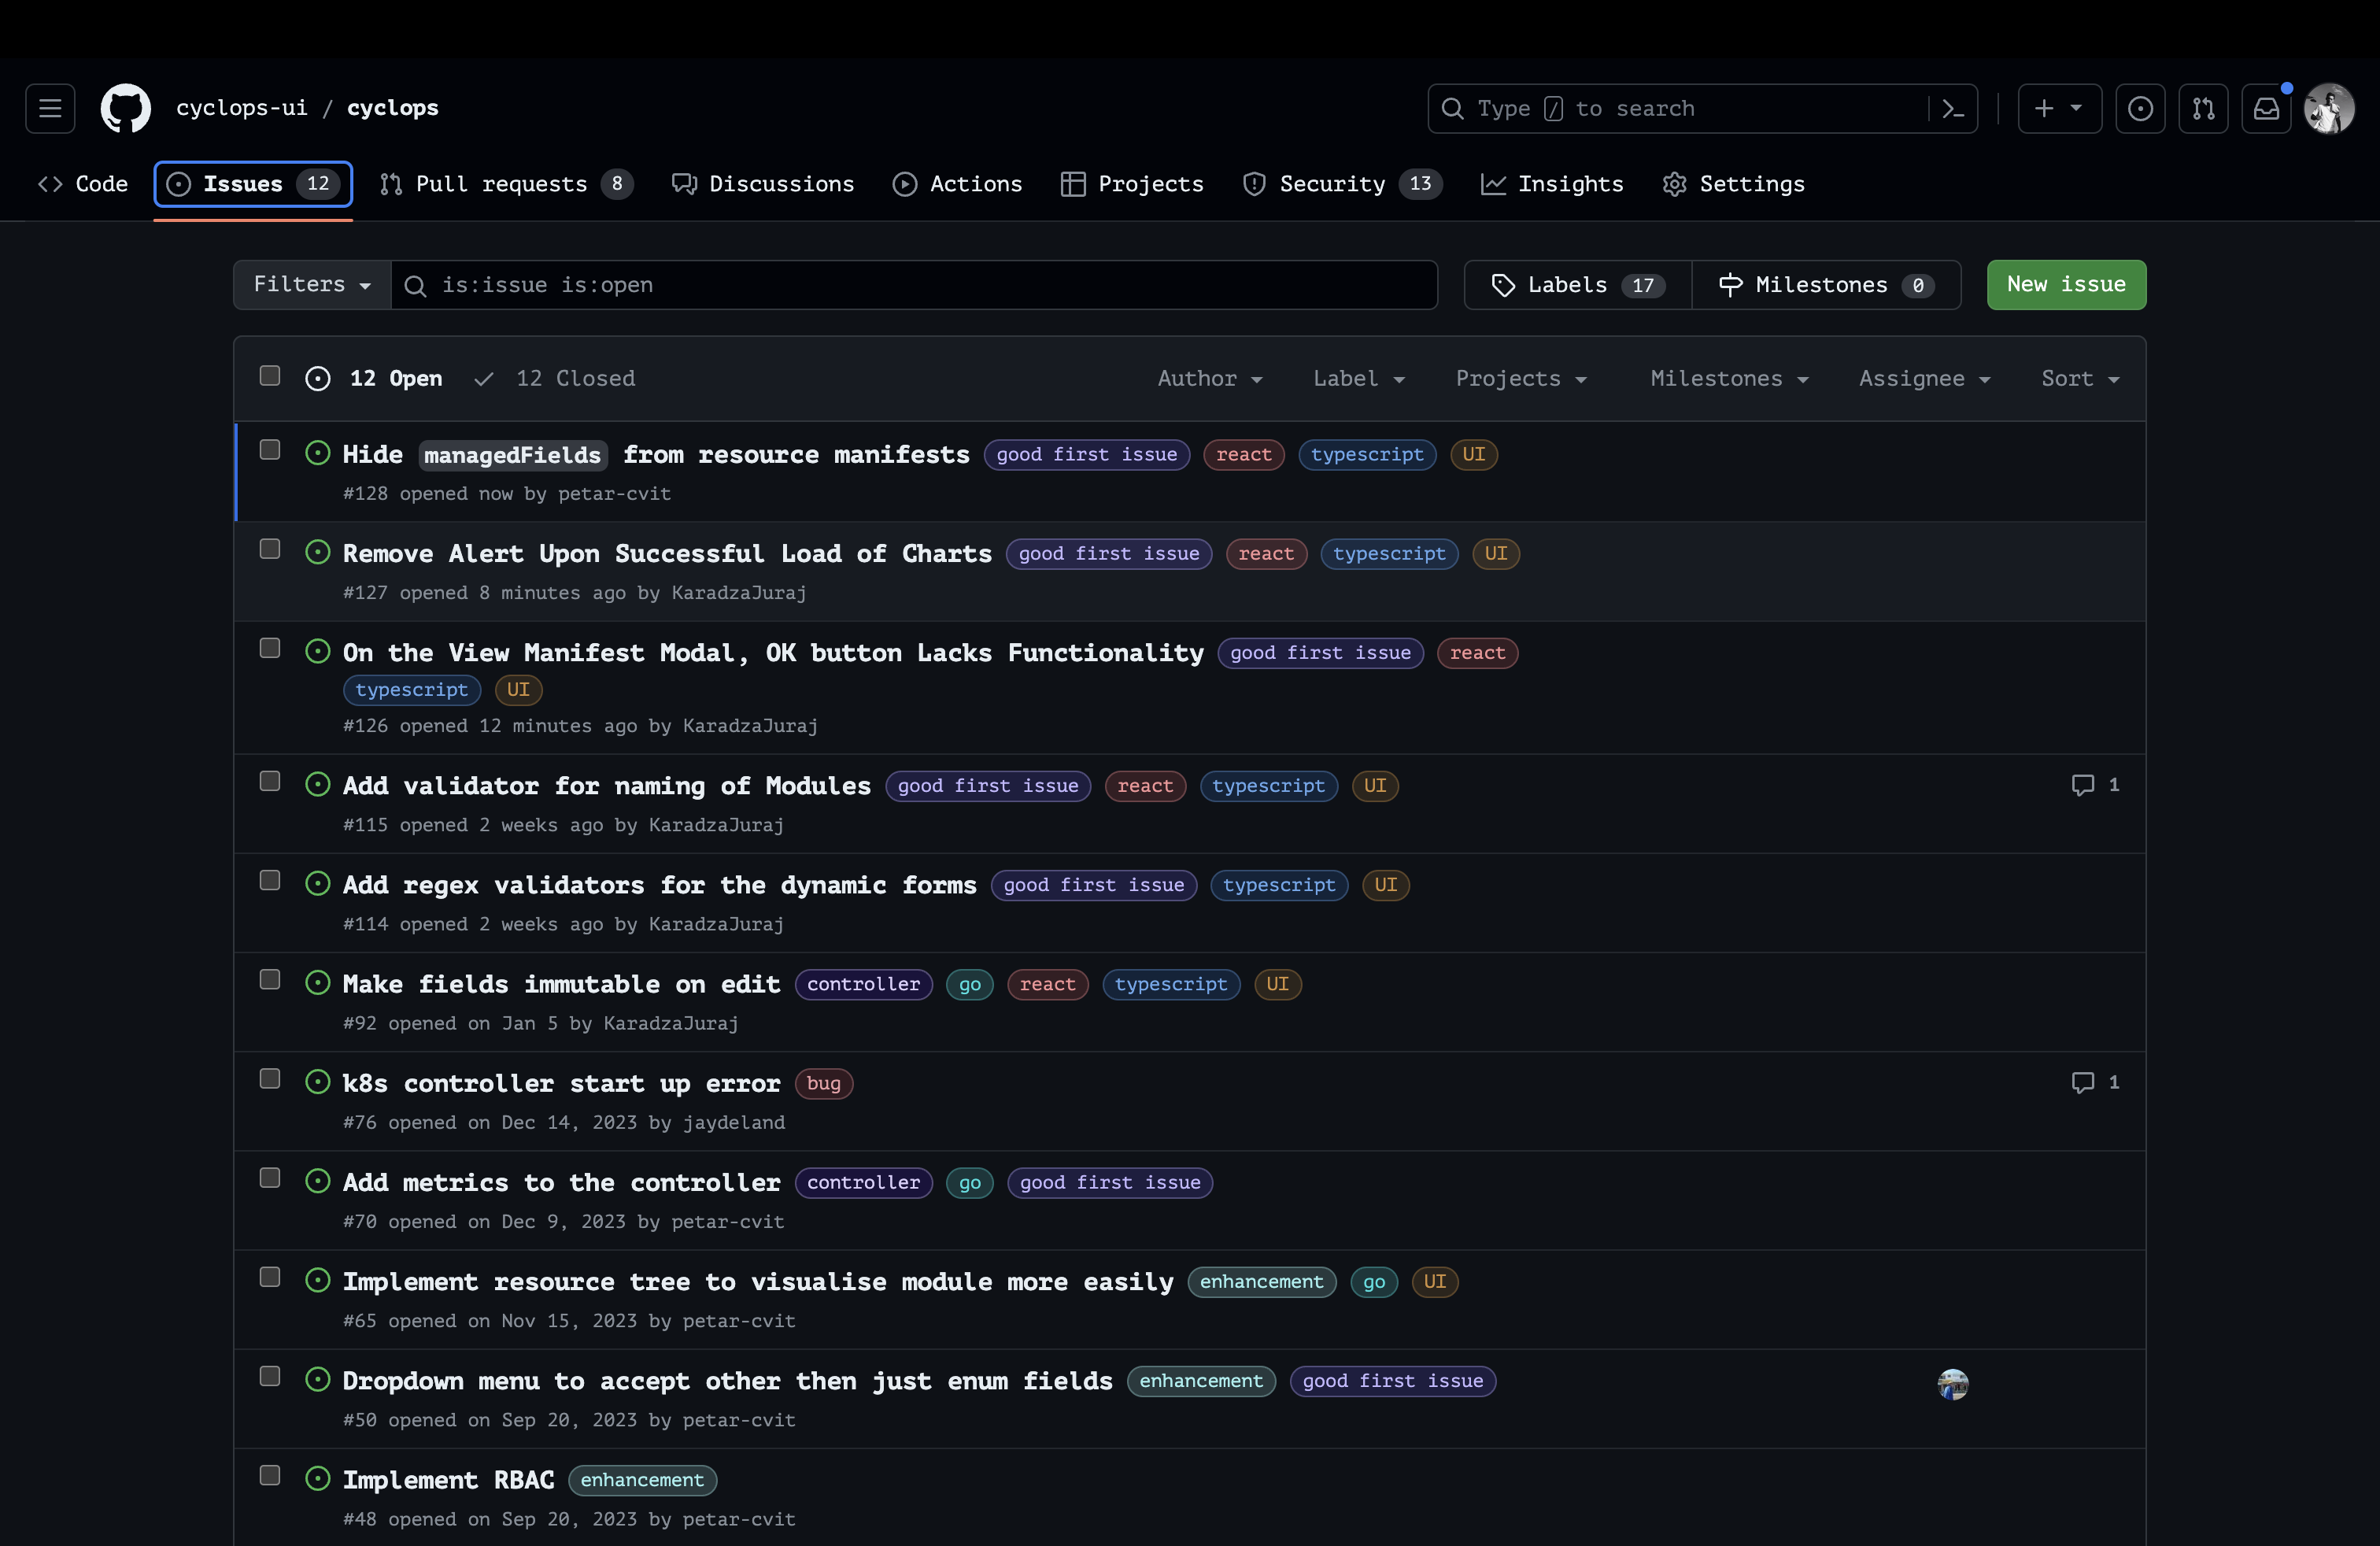 cyclops-ui / cyclops
Type / to search
Code
Issues 12
Pull requests 8
Discussions
Actions
Projects
Security 13
Insights
Settings
Filters
is:issue is:open
Labels 17
Milestones 0
New issue
12 Open
12 Closed
Author
Label
Projects
Milestones
Assignee
Sort
Hide managedFields from resource manifests good first issue react typescript UI
#128 opened now by petar-cvit
Remove Alert Upon Successful Load of Charts good first issue react typescript UI
#127 opened 8 minutes ago by KaradzaJuraj
On the View Manifest Modal, OK button Lacks Functionality good first issue react
typescript UI
#126 opened 12 minutes ago by KaradzaJuraj
Add validator for naming of Modules good first issue react typescript UI 1
#115 opened 2 weeks ago by KaradzaJuraj
Add regex validators for the dynamic forms good first issue typescript UI
#114 opened 2 weeks ago by KaradzaJuraj
Make fields immutable on edit controller go react typescript UI
#92 opened on Jan 5 by KaradzaJuraj
k8s controller start up error bug 1
#76 opened on Dec 14, 2023 by jaydeland
Add metrics to the controller controller go good first issue
#70 opened on Dec 9, 2023 by petar-cvit
Implement resource tree to visualise module more easily enhancement go UI
#65 opened on Nov 15, 2023 by petar-cvit
Dropdown menu to accept other then just enum fields enhancement good first issue
#50 opened on Sep 20, 2023 by petar-cvit
Implement RBAC enhancement
#48 opened on Sep 20, 2023 by petar-cvit